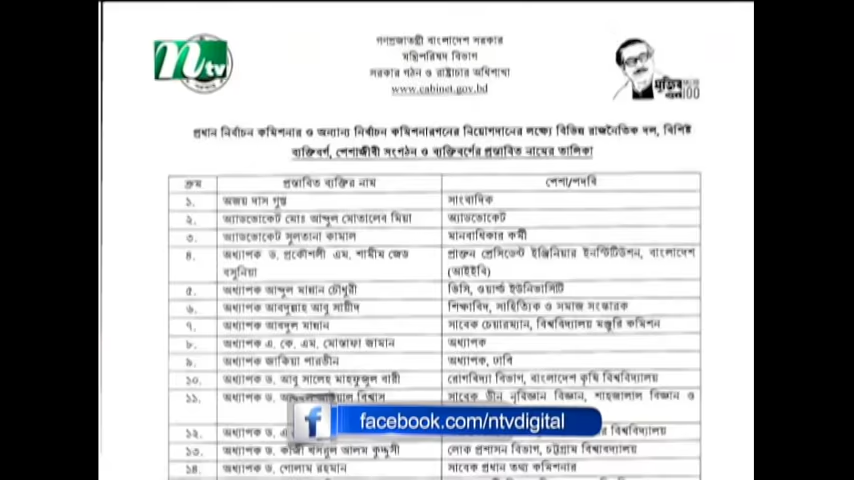 ntv
গণপ্রজাতন্ত্রী বাংলাদেশ সরকার
মন্ত্রিপরিষদ বিভাগ
সরকার গঠন ও রাষ্ট্রাচার অধিশাখা
www.cabinet.gov.bd
মুজিব
100
প্রধান নির্বাচন কমিশনার ও অন্যান্য নির্বাচন কমিশনারগণের নিয়োগদানের লক্ষ্যে বিভিন্ন রাজনৈতিক দল, বিশিষ্ট
ব্যক্তিবর্গ, পেশাজীবী সংগঠন ও ব্যক্তিবর্গের প্রস্তাবিত নামের তালিকা
ক্রম প্রস্তাবিত ব্যক্তির নাম পেশা/পদবি
১. অজয় দাস গুপ্ত সাংবাদিক
২. অ্যাডভোকেট মোঃ আব্দুল মোতালেব মিয়া অ্যাডভোকেট
৩. অ্যাডভোকেট সুলতানা কামাল মানবাধিকার কর্মী
৪. অধ্যাপক ড. প্রকৌশলী এম. শামীম জেড প্রাক্তন প্রেসিডেন্ট ইঞ্জিনিয়ার ইনস্টিটিউশন, বাংলাদেশ
বসুনিয়া (আইইবি)
৫. অধ্যাপক আব্দুল মান্নান চৌধুরী ভিসি, ওয়ার্ল্ড ইউনিভার্সিটি
৬. অধ্যাপক আবদুল্লাহ আবু সায়ীদ শিক্ষাবিদ, সাহিত্যিক ও সমাজ সংস্কারক
৭. অধ্যাপক আবদুল মান্নান সাবেক চেয়ারম্যান, বিশ্ববিদ্যালয় মঞ্জুরি কমিশন
৮. অধ্যাপক এ. কে. এম. মোস্তাফা জামান অধ্যাপক
৯. অধ্যাপক জাকিয়া পারভীন অধ্যাপক, ঢাবি
১০. অধ্যাপক ড. আবু সালেহ মাহফুজুল বারী রোগবিদ্যা বিভাগ, বাংলাদেশ কৃষি বিশ্ববিদ্যালয়
১১. অধ্যাপক ড. বিশ্বাস সাবেক ডীন নৃবিজ্ঞান বিজ্ঞান, শাহজালাল বিজ্ঞান ও
facebook.com/ntvdigital
১২. অধ্যাপক ড. এ বিশ্ববিদ্যালয়
১৩. অধ্যাপক ড. কাজী খসরুল আলম কুদ্দুসী লোক প্রশাসন বিভাগ, চট্টগ্রাম বিশ্ববিদ্যালয়
১৪. অধ্যাপক ড. গোলাম রহমান সাবেক প্রধান তথ্য কমিশনার